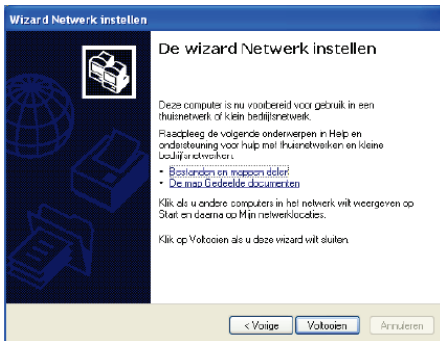 Wizard Netwerk instellen
De wizard Netwerk instellen
Deze computer is nu voorbereid voor gebruik in een
thuisnetwerk of klein bedrijfsnetwerk.
Raadpleeg de volgende onderwerpen in Help en
ondersteuning voor hulp met thuisnetwerken en kleine
bedrijfsnetwerken:
• Bestanden en mappen delen
• De map Gedeelde documenten
Klik als u andere computers in het netwerk wilt weergeven op
Start en daarna op Mijn netwerklocaties.
Klik op Voltooien als u deze wizard wilt sluiten.
< Vorige
Voltooien
Annuleren